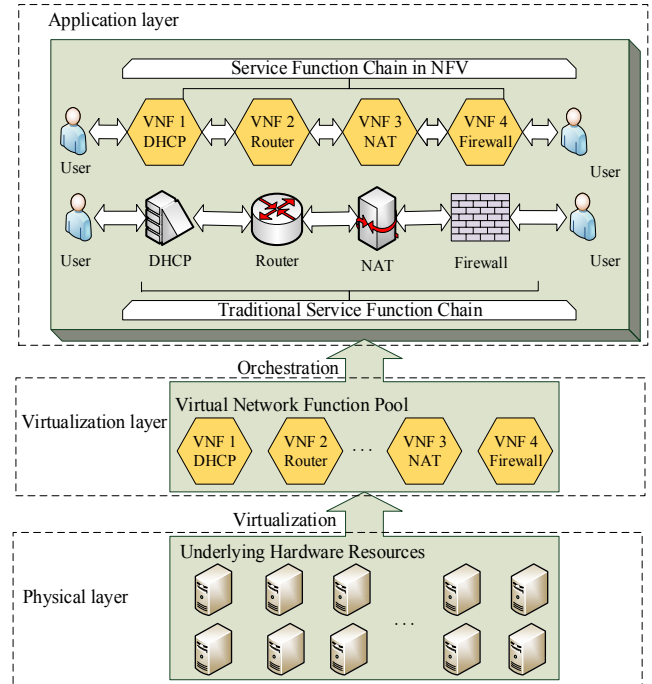 Application layer
Service Function Chain in NFV
VNF 1 VNF 2 VNF 3 VNF 4
DHCP Router NAT Firewall
User User
User DHCP Router NAT Firewall User
Traditional Service Function Chain
Orchestration
Virtualization layer
Virtual Network Function Pool
VNF 1 VNF 2 ... VNF 3 VNF 4
DHCP Router NAT Firewall
Virtualization
Physical layer
Underlying Hardware Resources
...